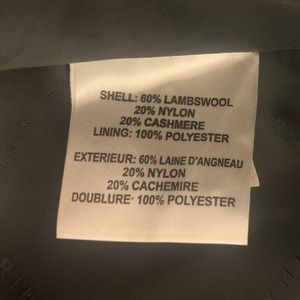 SHELL: 60% LAMBSWOOL
20% NYLON
20% CASHMERE
LINING: 100% POLYESTER
EXTERIEUR: 60% LAINE D'ANGNEAU
20% NYLON
20% CACHEMIRE
DOUBLURE: 100% POLYESTER